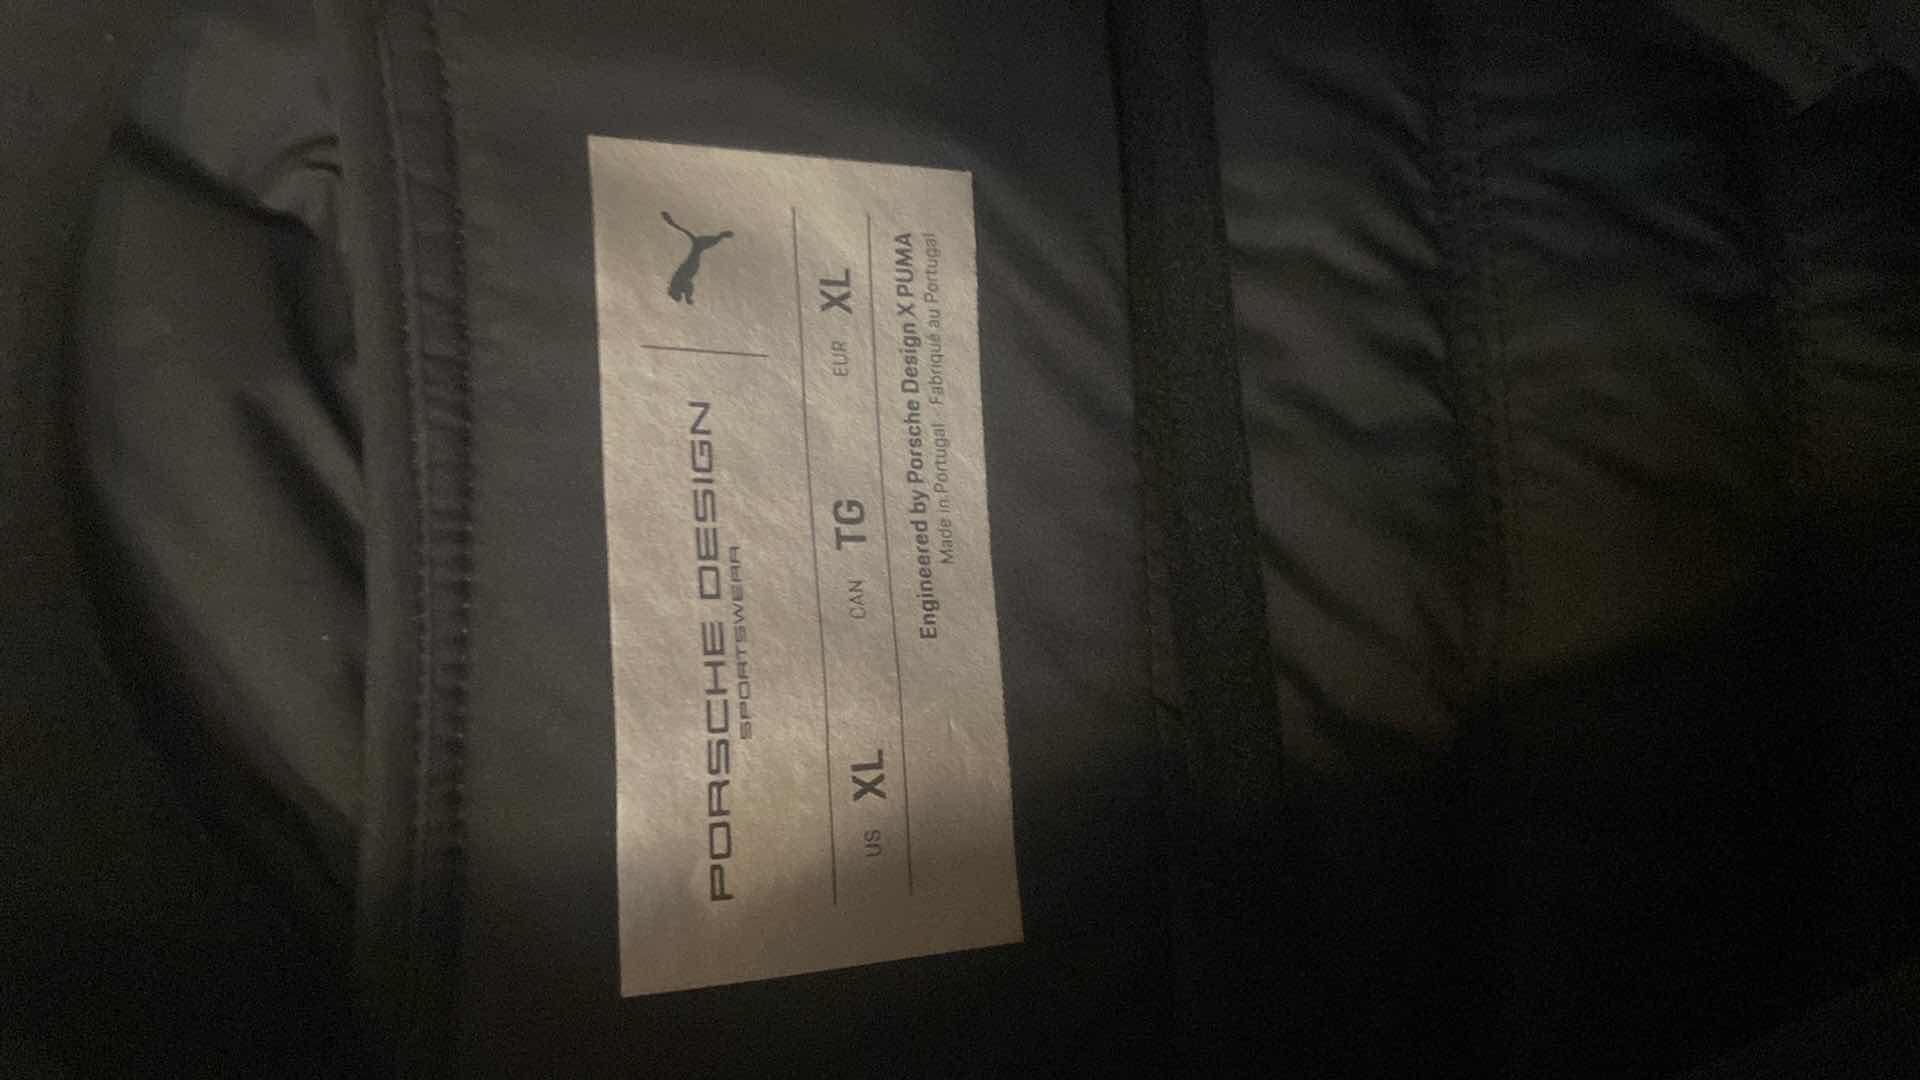 PORSCHE DESIGN
SPORTSWEAR
US XL CAN TG EUR XL
Engineered by Porsche Design X PUMA
Made in Portugal · Fabriqué au Portugal